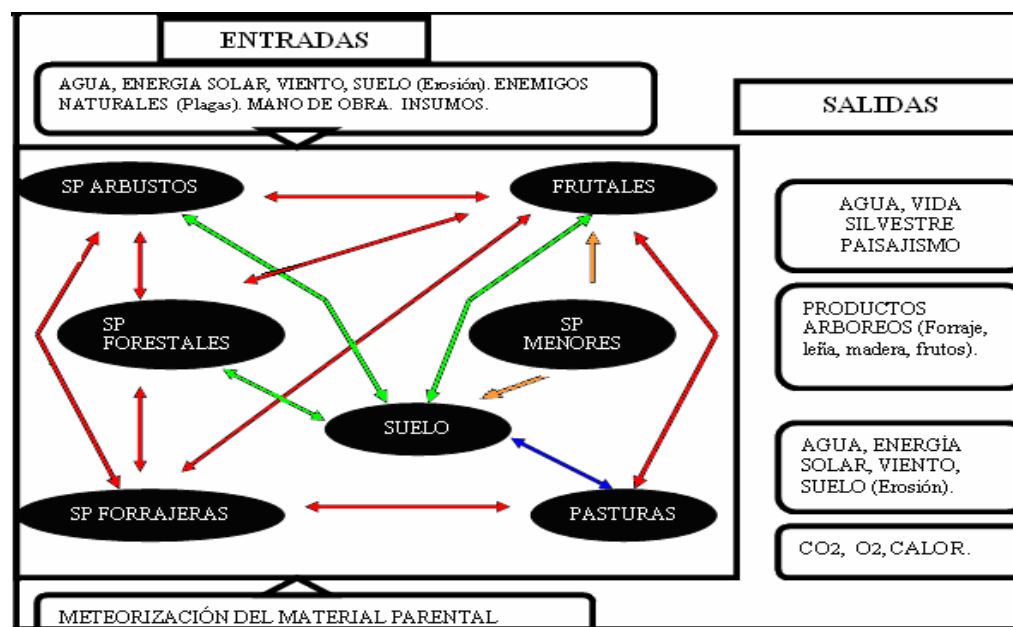 ENTRADAS
AGUA, ENERGIA SOLAR, VIENTO, SUELO (Erosión). ENEMIGOS
NATURALES (Plagas). MANO DE OBRA. INSUMOS.
SALIDAS
SP ARBUSTOS
FRUTALES
AGUA, VIDA
SILVESTRE
PAISAJISMO
SP
FORESTALES
SP
MENORES
PRODUCTOS
ARBOREOS (Forraje,
leña, madera, frutos).
SUELO
AGUA, ENERGÍA
SOLAR, VIENTO,
SUELO (Erosión).
SP FORRAJERAS
PASTURAS
CO2, O2, CALOR.
METEORIZACIÓN DEL MATERIAL PARENTAL